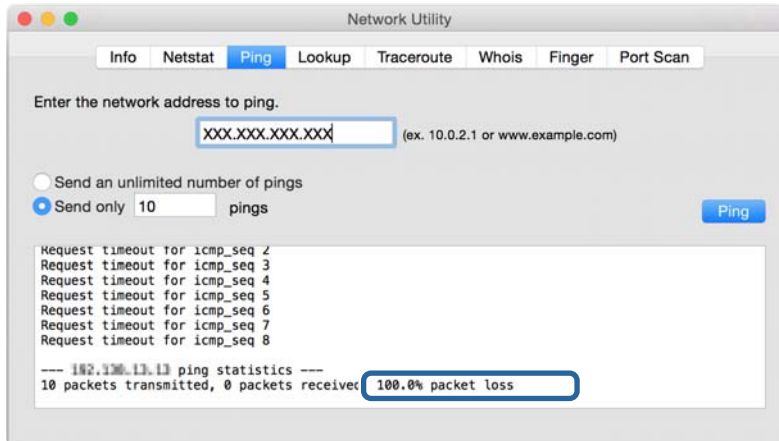 Network Utility
Info Netstat Ping Lookup Traceroute Whois Finger Port Scan
Enter the network address to ping.
XXX.XXX.XXX.XXX (ex. 10.0.2.1 or www.example.com)
Send an unlimited number of pings
Send only 10 pings
Ping
Request timeout for icmp_seq 2
Request timeout for icmp_seq 3
Request timeout for icmp_seq 4
Request timeout for icmp_seq 5
Request timeout for icmp_seq 6
Request timeout for icmp_seq 7
Request timeout for icmp_seq 8
--- ping statistics ---
10 packets transmitted, 0 packets received 100.0% packet loss